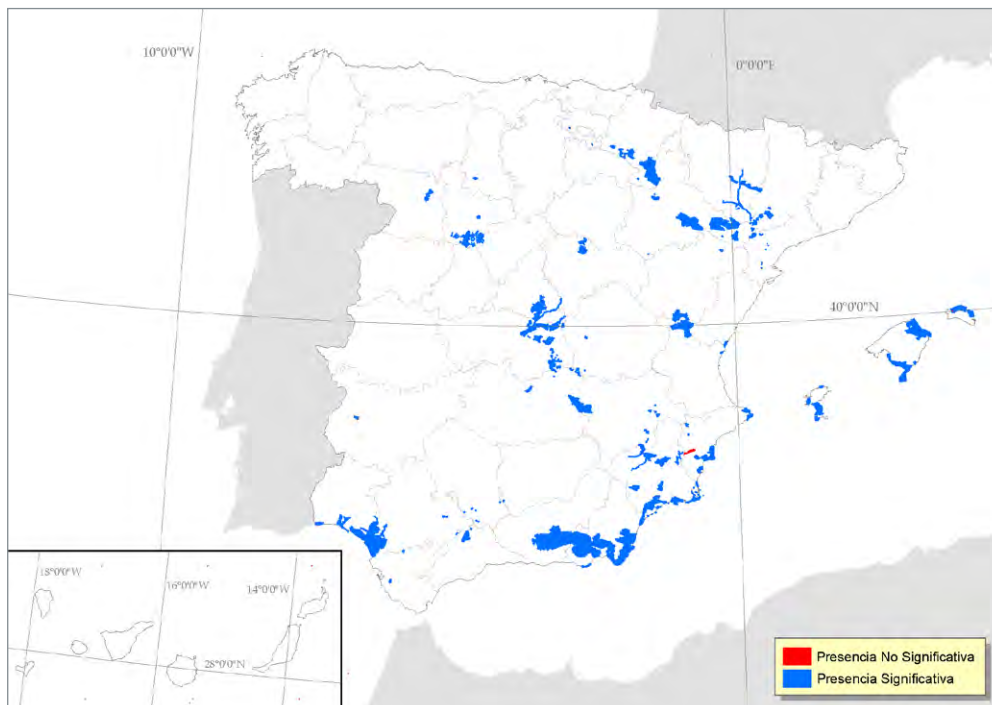 10°0'0"W
0°0'0"E
40°0'0"N
18°0'0"W
16°0'0"W
14°0'0"W
28°0'0"N
Presencia No Significativa
Presencia Significativa